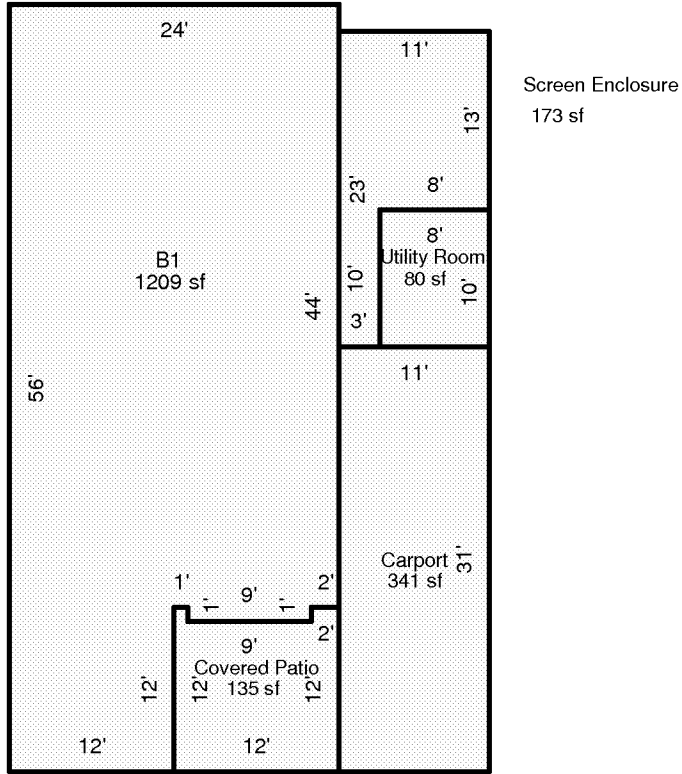 24'
11'
Screen Enclosure
173 sf
13'
23'
8'
8'
Utility Room
80 sf
10'
10'
3'
B1
1209 sf
44'
11'
56'
Carport
341 sf
31'
1'
9'
2'
1'
1'
2'
9'
Covered Patio
135 sf
12'
12'
12'
12'
12'